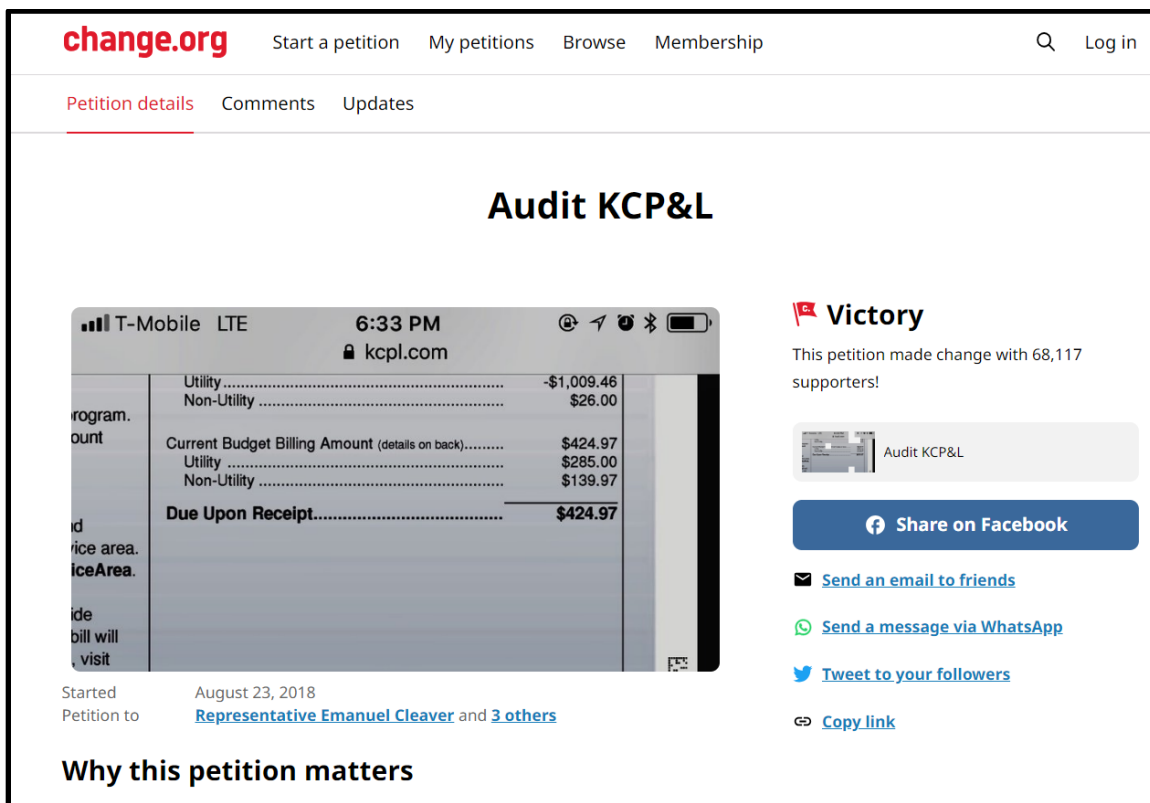 change.org Start a petition My petitions Browse Membership Log in
Petition details Comments Updates
Audit KCP&L
T-Mobile LTE 6:33 PM
kcpl.com
Utility -$1,009.46
Non-Utility $26.00
rogram.
ount
Current Budget Billing Amount (details on back) $424.97
Utility $285.00
Non-Utility $139.97
Due Upon Receipt $424.97
vice area.
iceArea.
ide
bill will
, visit
Started August 23, 2018
Petition to Representative Emanuel Cleaver and 3 others
Why this petition matters
Victory
This petition made change with 68,117
supporters!
Audit KCP&L
Share on Facebook
Send an email to friends
Send a message via WhatsApp
Tweet to your followers
Copy link